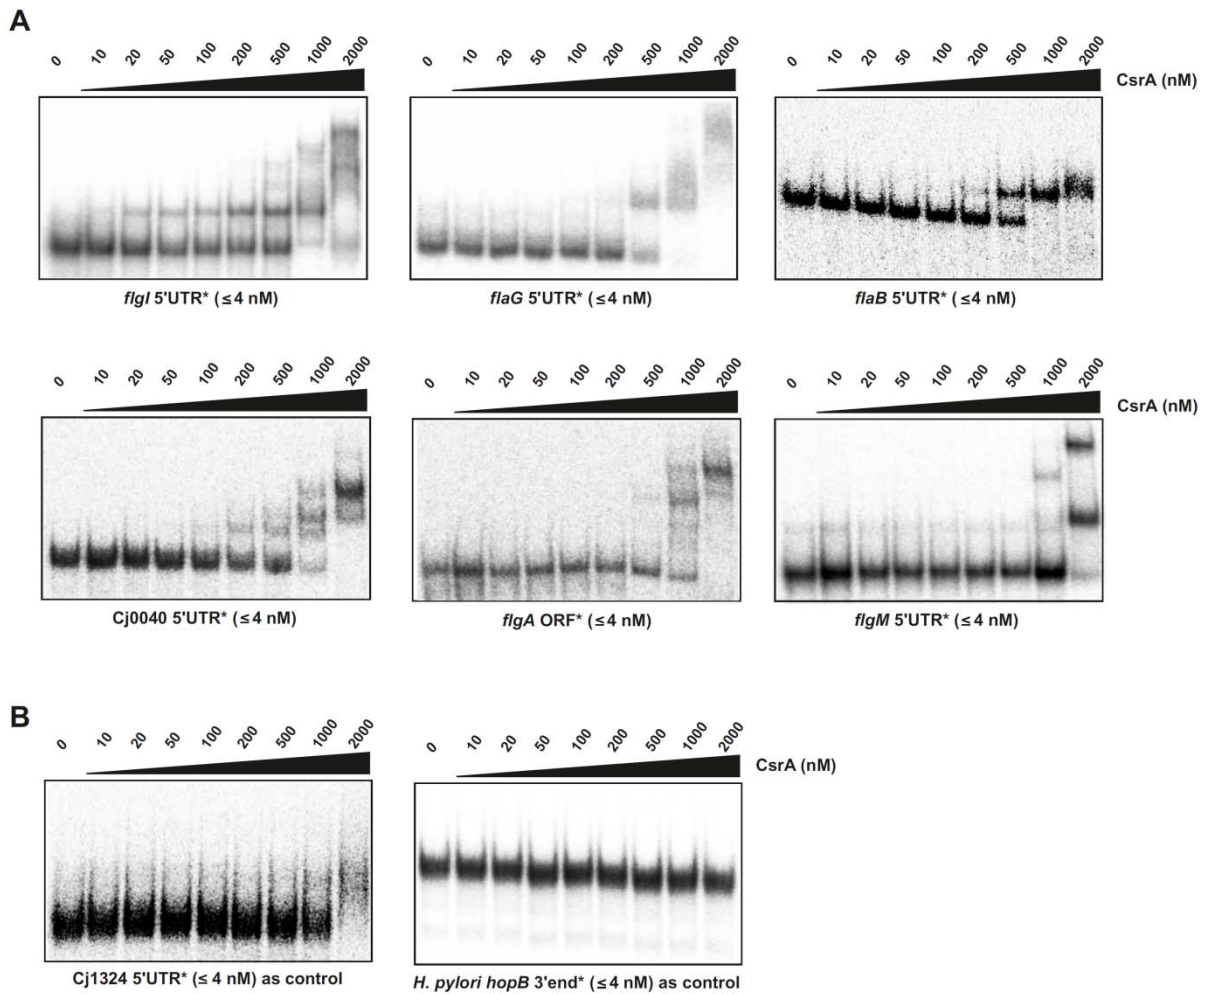 A
0 10 20 50 100 200 500 1000 2000
0 10 20 50 100 200 500 1000 2000
0 10 20 50 100 200 500 1000 2000
CsrA (nM)
flgI 5'UTR* (≤4 nM)
flaG 5'UTR* (≤4 nM)
flaB 5'UTR* (≤4 nM)
0 10 20 50 100 200 500 1000 2000
0 10 20 50 100 200 500 1000 2000
0 10 20 50 100 200 500 1000 2000
CsrA (nM)
Cj0040 5'UTR* (≤4 nM)
flgA ORF* (≤4 nM)
flgM 5'UTR* (≤4 nM)
B
0 10 20 50 100 200 500 1000 2000
0 10 20 50 100 200 500 1000 2000
CsrA (nM)
Cj1324 5'UTR* (≤ 4 nM) as control
H. pylori hopB 3'end* (≤4 nM) as control